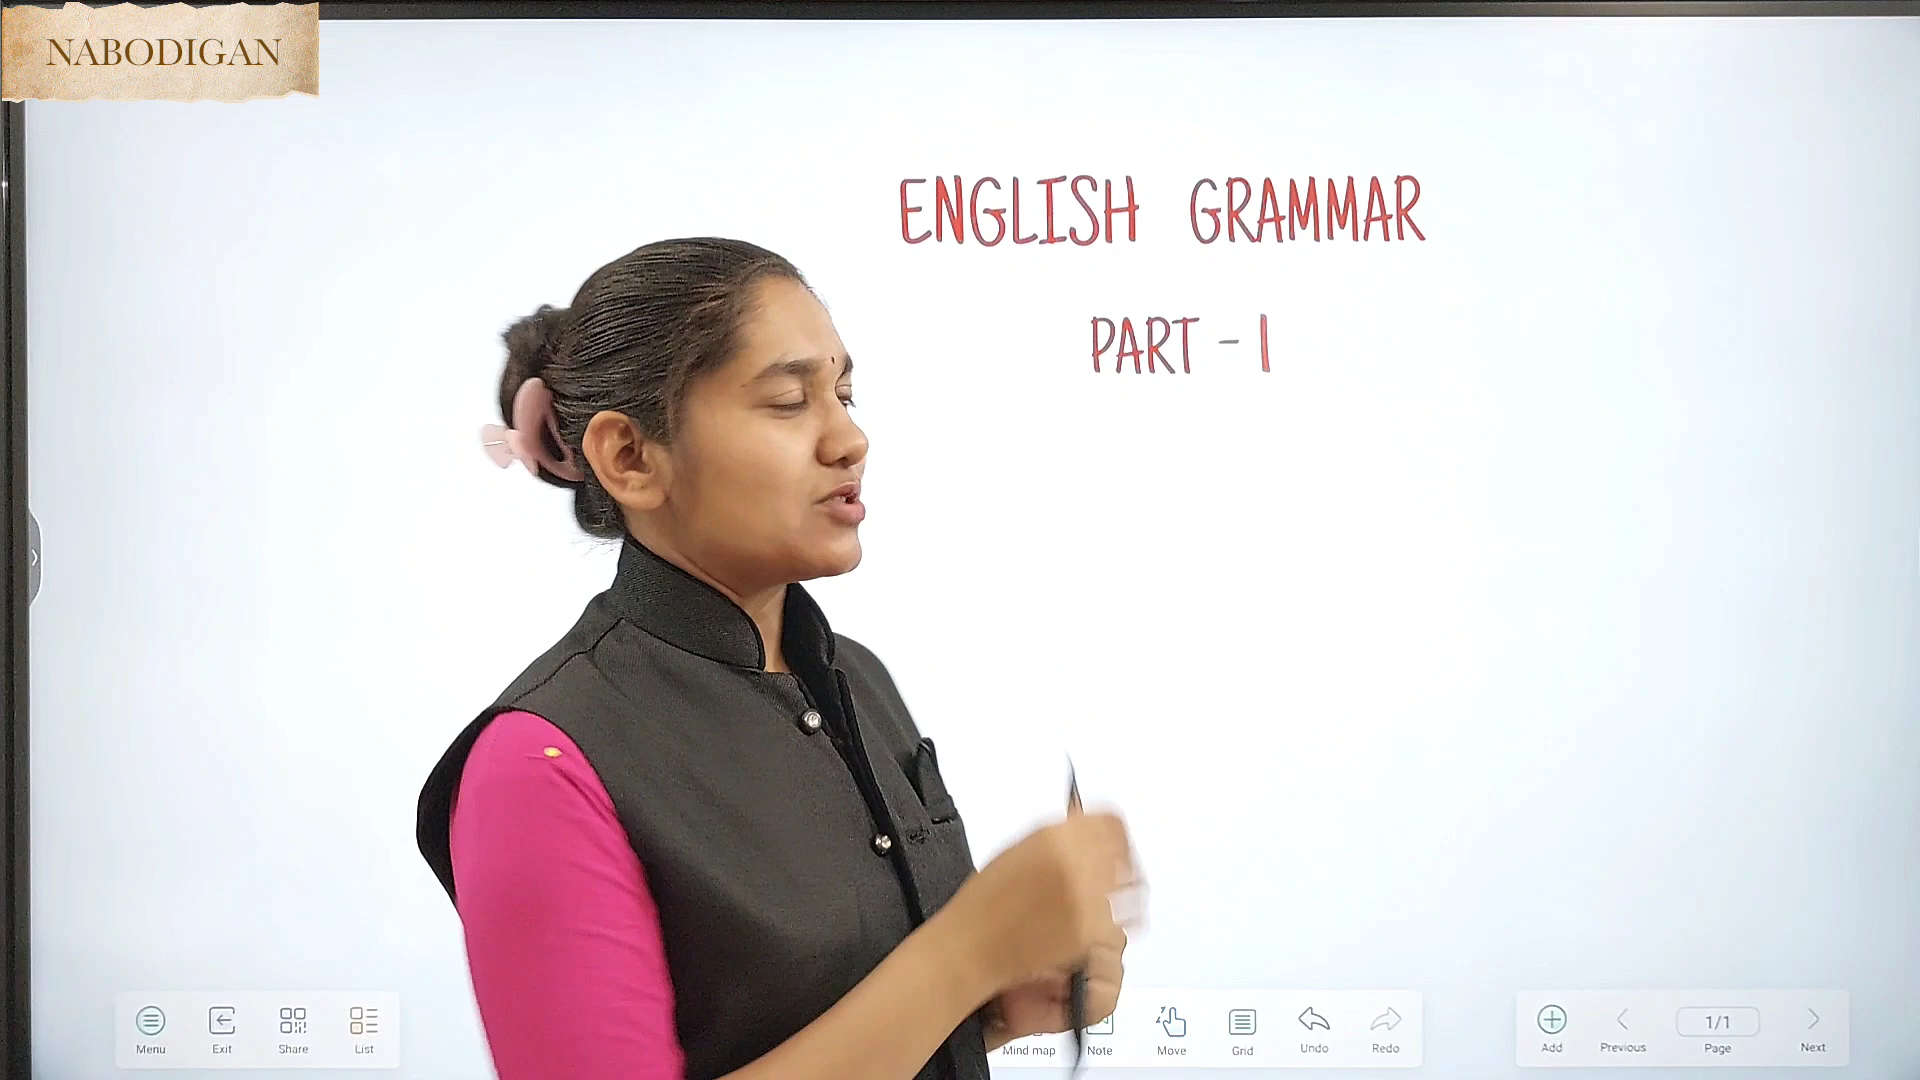 NABODIGAN
ENGLISH GRAMMAR
PART - 1
Menu
Exit
Share
List
Mind map
Note
Move
Grid
Undo
Redo
Add
Previous
1/1
Page
Next